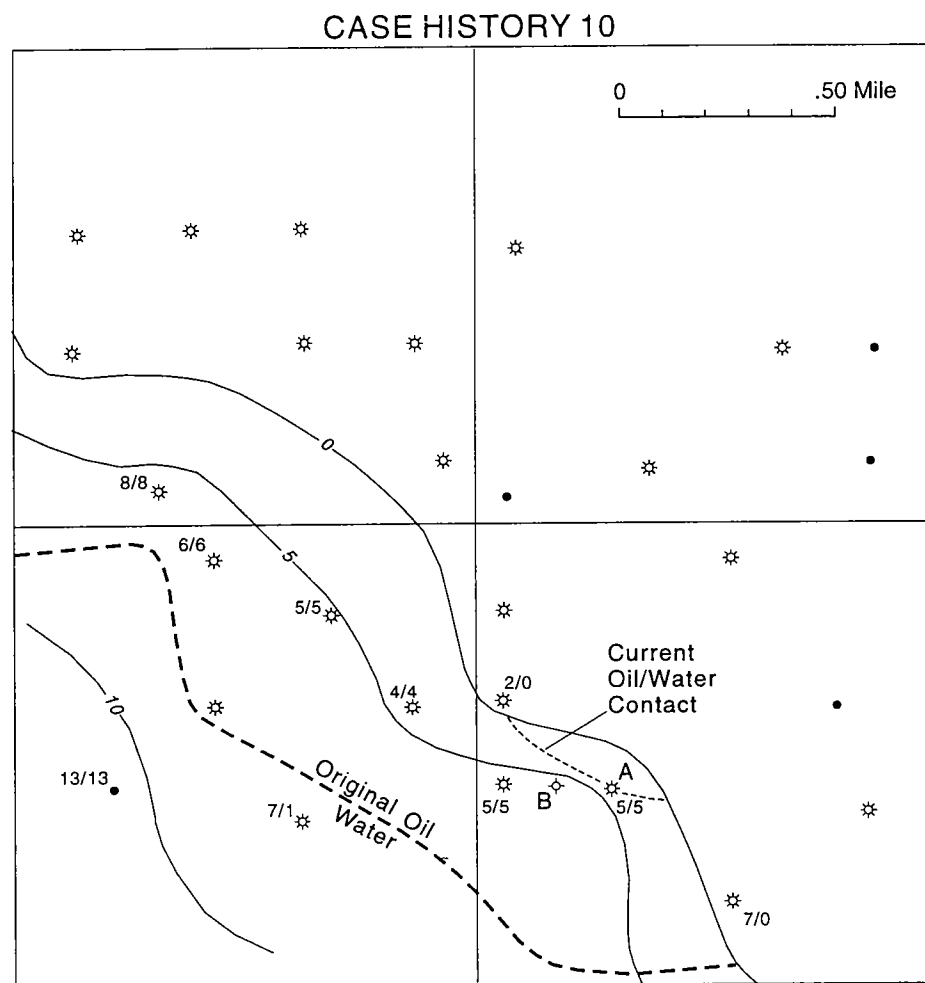 CASE HISTORY 10
0 .50 Mile
0
8/8
6/6
5
5/5
Current
Oil/Water
Contact
2/0
4/4
10
A
13/13
Original Oil
Water
B
5/5
5/5
7/1
7/0